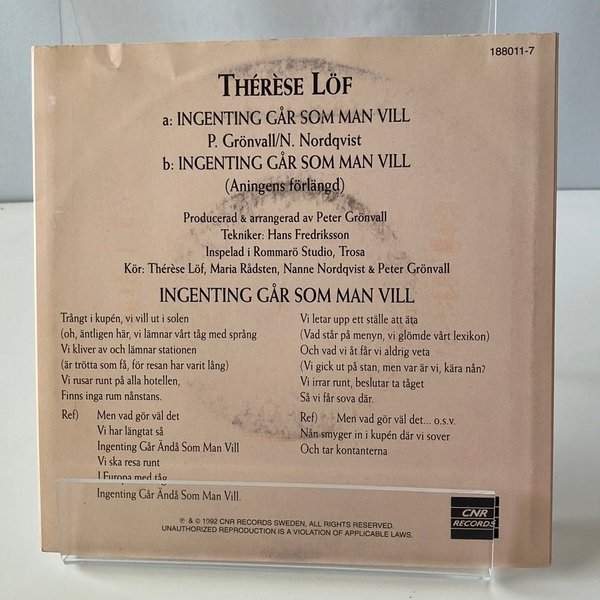 188011-7
THÉRÈSE LÖF
a: INGENTING GÅR SOM MAN VILL
P. Grönvall/N. Nordqvist
b: INGENTING GÅR SOM MAN VILL
(Aningens förlängd)
Producerad & arrangerad av Peter Grönvall
Tekniker: Hans Fredriksson
Inspelad i Rommarö Studio, Trosa
Kör: Thérèse Löf, Maria Rådsten, Nanne Nordqvist & Peter Grönvall
INGENTING GÅR SOM MAN VILL
Trångt i kupén, vi vill ut i solen
(oh, äntligen här, vi lämnar vårt tåg med språng
Vi kliver av och lämnar stationen
(är trötta som få, för resan har varit lång)
Vi rusar runt på alla hotellen,
Finns inga rum nånstans.
Ref) Men vad gör väl det
Vi har längtat så
Ingenting Går Ändå Som Man Vill
Vi ska resa runt
I Europa med tåg
Ingenting Går Ändå Som Man Vill.
Vi letar upp ett ställe att äta
(Vad står på menyn, vi glömde vårt lexikon)
Och vad vi åt får vi aldrig veta
(Vi gick ut på stan, men var är vi, kära nån?
Vi irrar runt, beslutar ta tåget
Så vi får sova där.
Ref) Men vad gör väl det... o.s.v.
Nån smyger in i kupén där vi sover
Och tar kontanterna
℗ & © 1992 CNR RECORDS SWEDEN, ALL RIGHTS RESERVED.
UNAUTHORIZED REPRODUCTION IS A VIOLATION OF APPLICABLE LAWS.
CNR
RECORDS